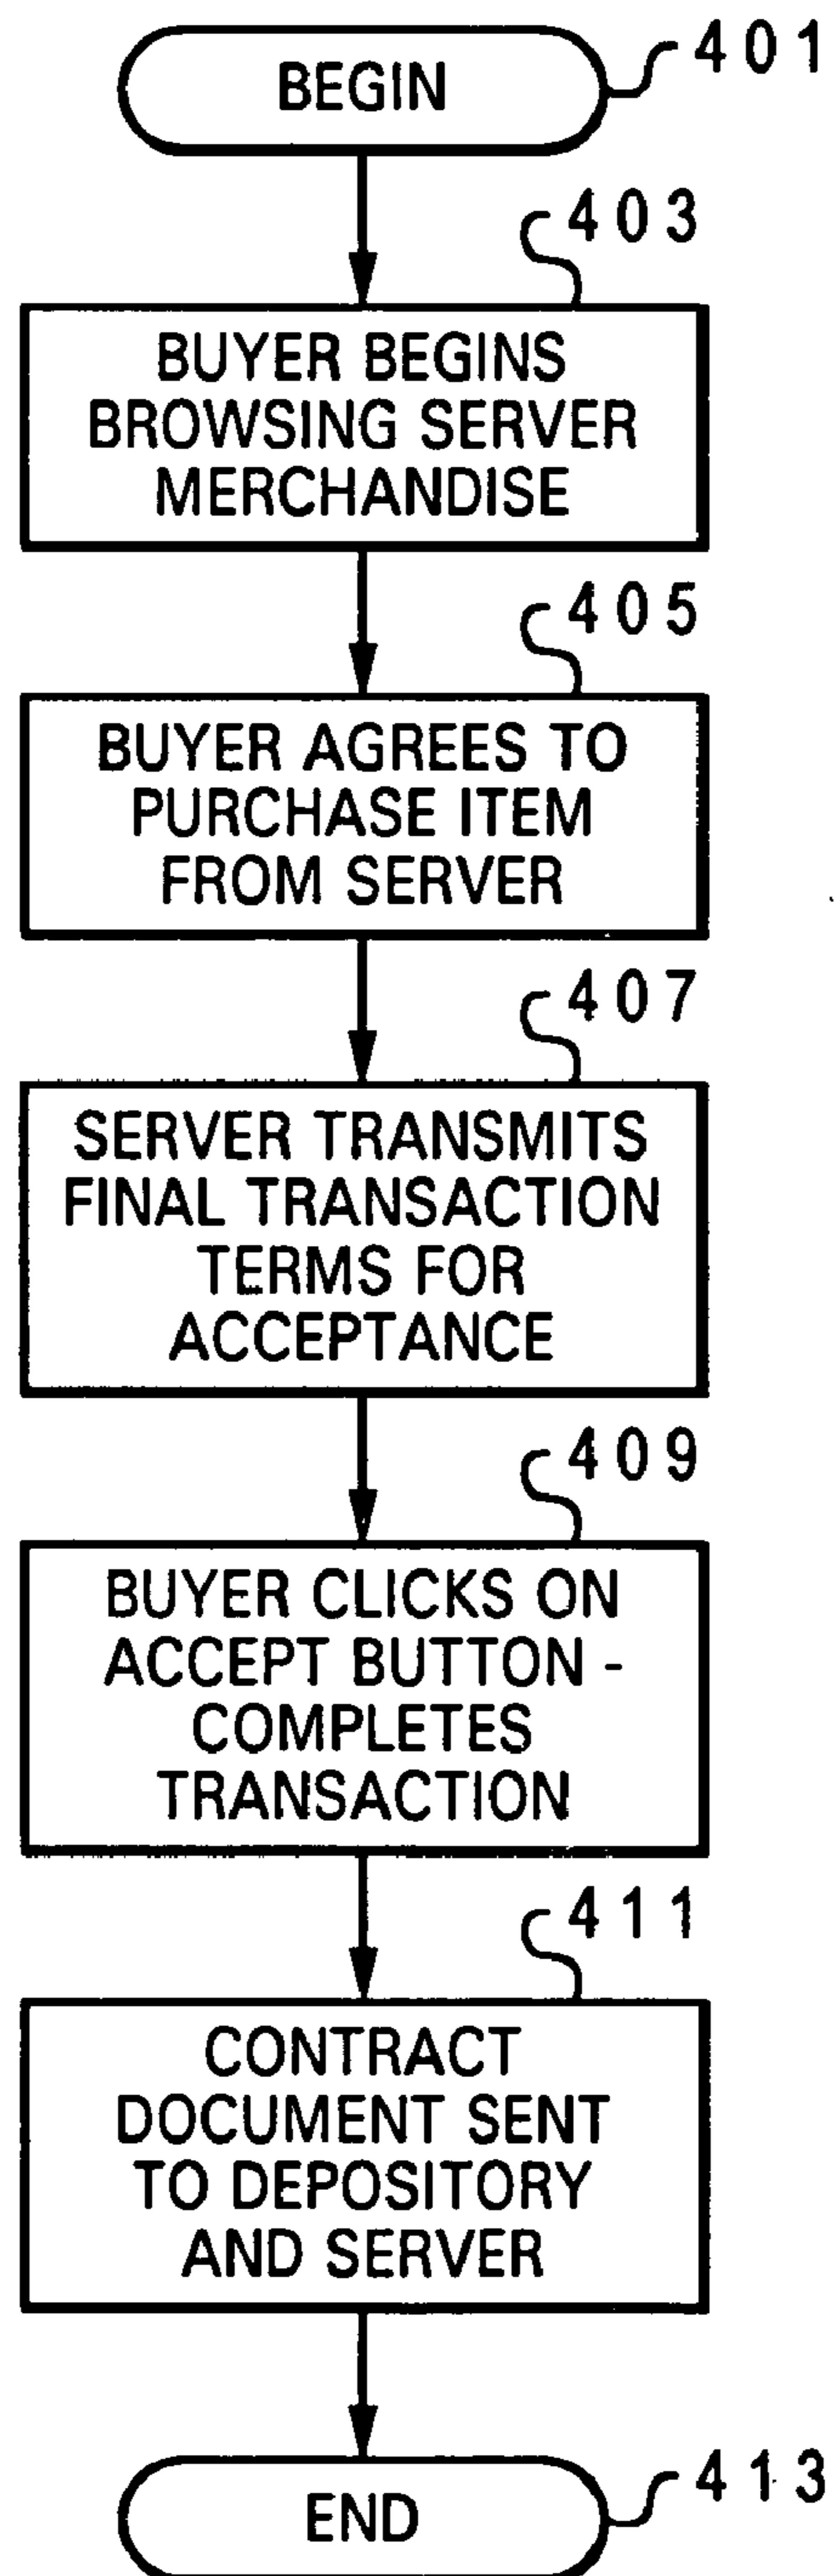 BEGIN
401
403
BUYER BEGINS
BROWSING SERVER
MERCHANDISE
405
BUYER AGREES TO
PURCHASE ITEM
FROM SERVER
407
SERVER TRANSMITS
FINAL TRANSACTION
TERMS FOR
ACCEPTANCE
409
BUYER CLICKS ON
ACCEPT BUTTON -
COMPLETES
TRANSACTION
411
CONTRACT
DOCUMENT SENT
TO DEPOSITORY
AND SERVER
END
413